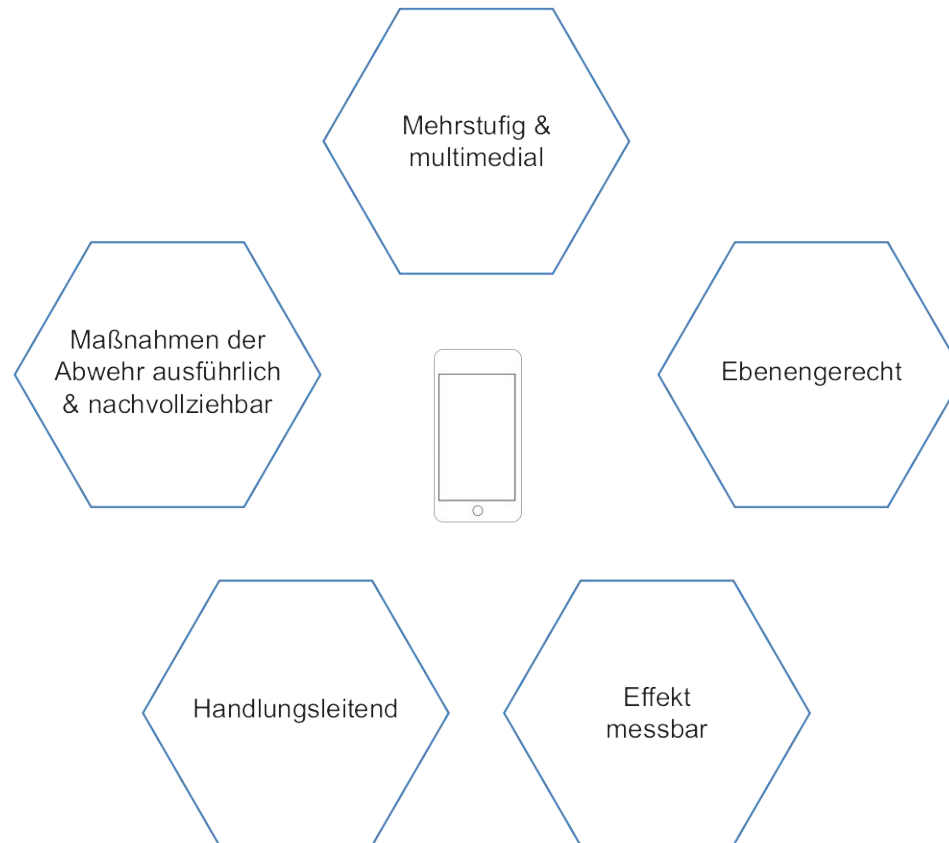 Mehrstufig &
multimedial
Maßnahmen der
Abwehr ausführlich
& nachvollziehbar
Ebenengerecht
Handlungsleitend
Effekt
messbar